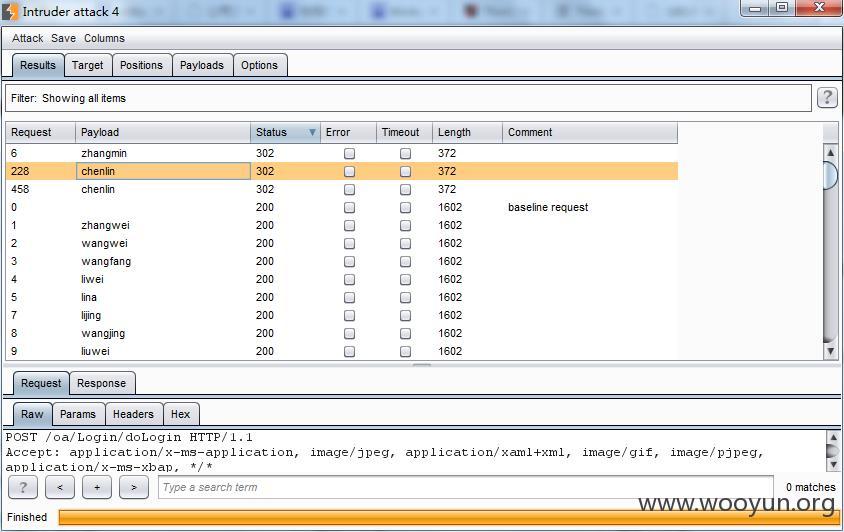 Intruder attack 4
Attack Save Columns
Results Target Positions Payloads Options
Filter: Showing all items ?
Request Payload Status Error Timeout Length Comment
6 zhangmin 302 372
228 chenlin 302 372
458 chenlin 302 372
0 200 1602 baseline request
1 zhangwei 200 1602
2 wangwei 200 1602
3 wangfang 200 1602
4 liwei 200 1602
5 lina 200 1602
7 lijing 200 1602
8 wangjing 200 1602
9 liuwei 200 1602
Request Response
Raw Params Headers Hex
POST /oa/Login/doLogin HTTP/1.1
Accept: application/x-ms-application, image/jpeg, application/xaml+xml, image/gif, image/pjpeg,
application/x-ms-xbap, */*
? < + > Type a search term 0 matches
www.wooyun.org
Finished